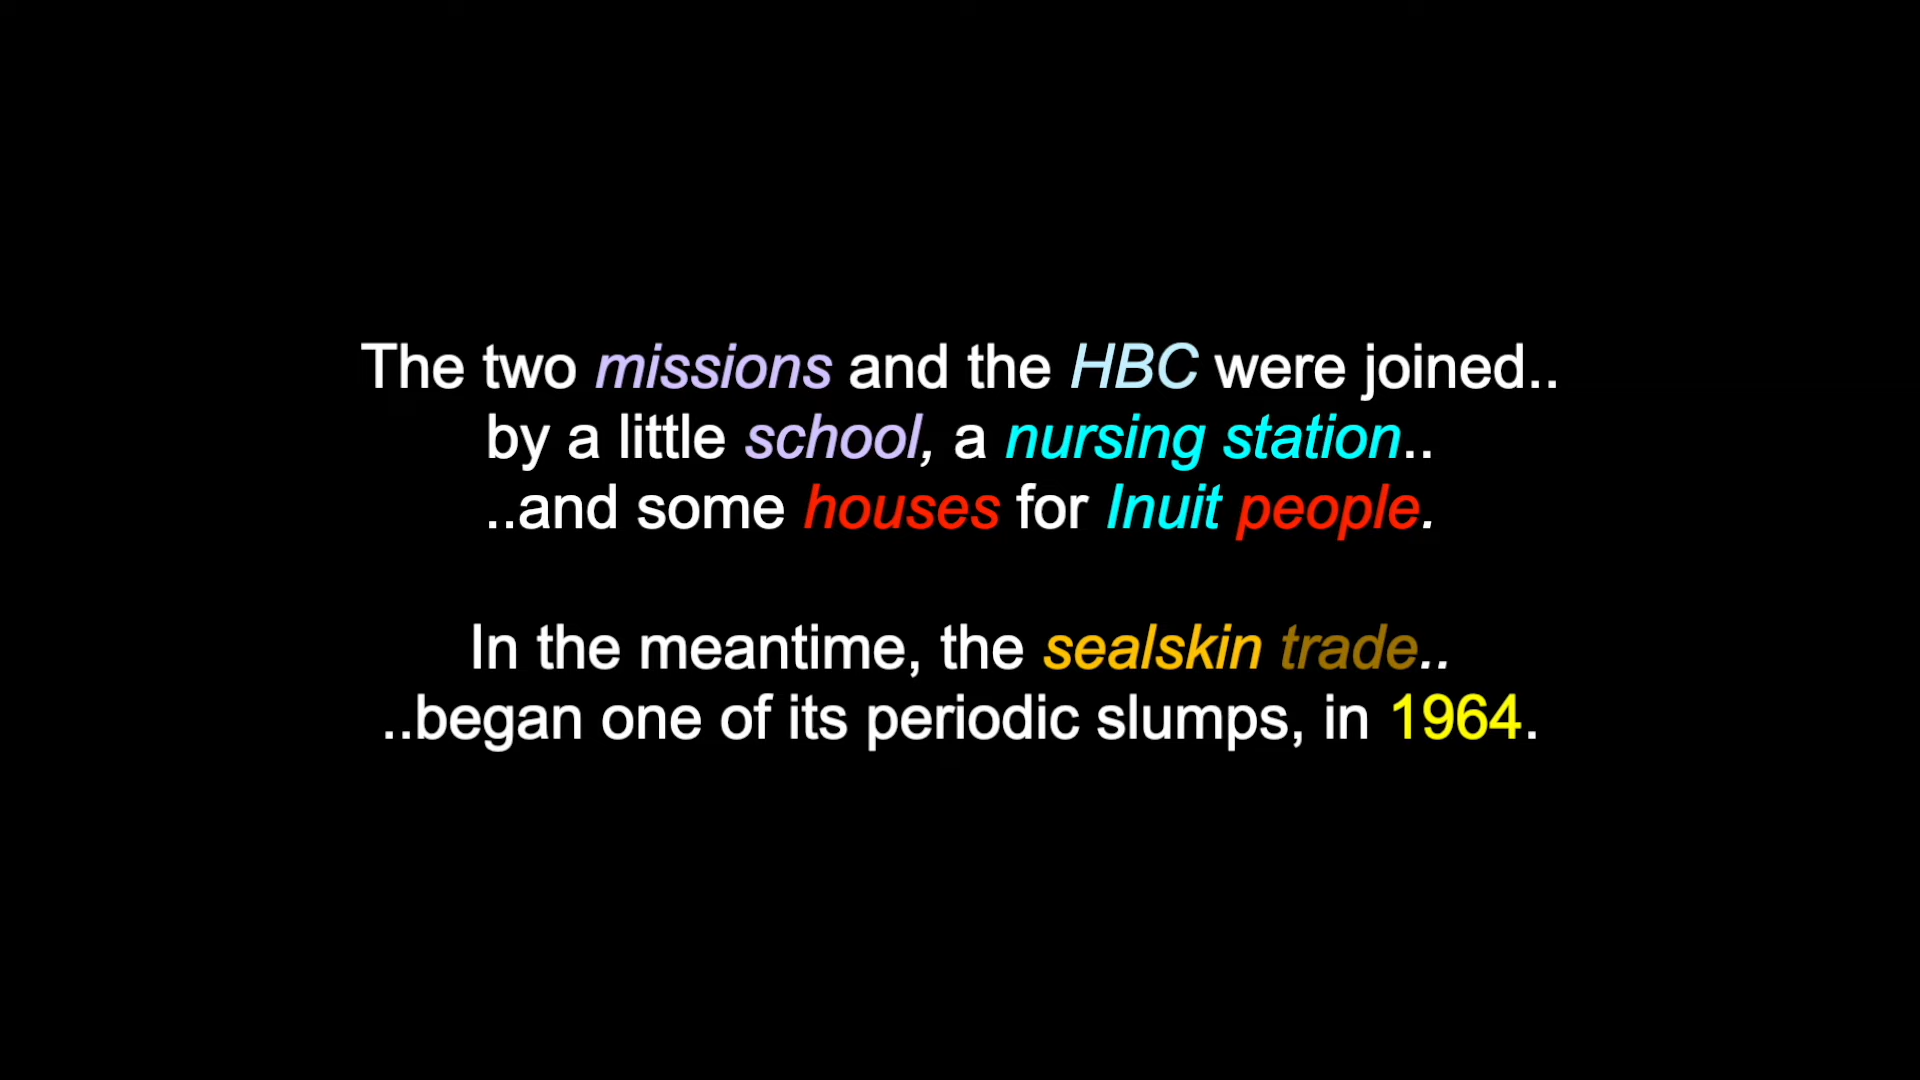 The two missions and the HBC were joined..
by a little school, a nursing station..
..and some houses for Inuit people.
In the meantime, the sealskin trade..
..began one of its periodic slumps, in 1964.